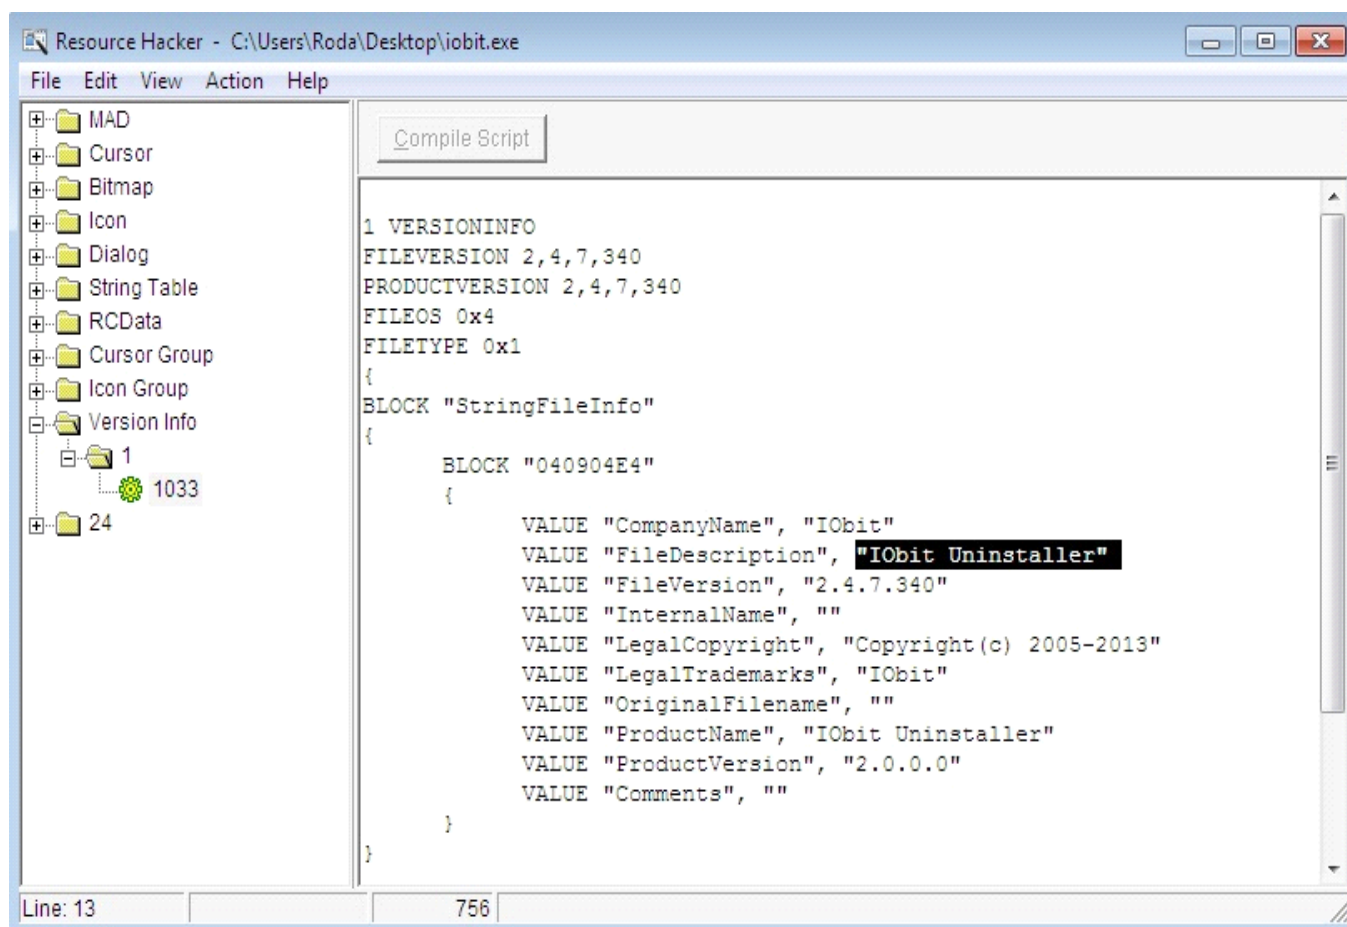 Resource Hacker - C:\Users\Roda\Desktop\iobit.exe
File Edit View Action Help
MAD
Cursor
Bitmap
Icon
Dialog
String Table
RCData
Cursor Group
Icon Group
Version Info
1
1033
24
Compile Script
1 VERSIONINFO
FILEVERSION 2,4,7,340
PRODUCTVERSION 2,4,7,340
FILEOS 0x4
FILETYPE 0x1
{
BLOCK "StringFileInfo"
{
BLOCK "040904E4"
{
VALUE "CompanyName", "IObit"
VALUE "FileDescription", "IObit Uninstaller"
VALUE "FileVersion", "2.4.7.340"
VALUE "InternalName", ""
VALUE "LegalCopyright", "Copyright(c) 2005-2013"
VALUE "LegalTrademarks", "IObit"
VALUE "OriginalFilename", ""
VALUE "ProductName", "IObit Uninstaller"
VALUE "ProductVersion", "2.0.0.0"
VALUE "Comments", ""
}
}
Line: 13
756